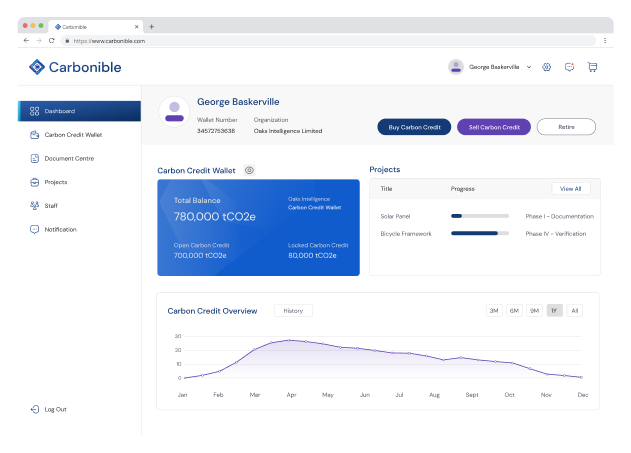 Carbonible
https://www.carbonible.com
Carbonible
George Baskerville
Dashboard
Carbon Credit Wallet
Document Centre
Projects
Staff
Notification
Log Out
George Baskerville
Wallet Number Organization
34572753636 Oaks Intelligence Limited
Buy Carbon Credit
Sell Carbon Credit
Retire
Carbon Credit Wallet
Total Balance
780,000 tCO2e
Oaks Intelligence
Carbon Credit Wallet
Open Carbon Credit
700,000 tCO2e
Locked Carbon Credit
80,000 tCO2e
Projects
Title Progress View All
Solar Panel Phase I - Documentation
Bicycle Framework Phase IV - Verification
Carbon Credit Overview History
3M 6M 9M 1Y All
30
20
10
0
Jan Feb Mar Apr May Jun Jul Aug Sept Oct Nov Dec